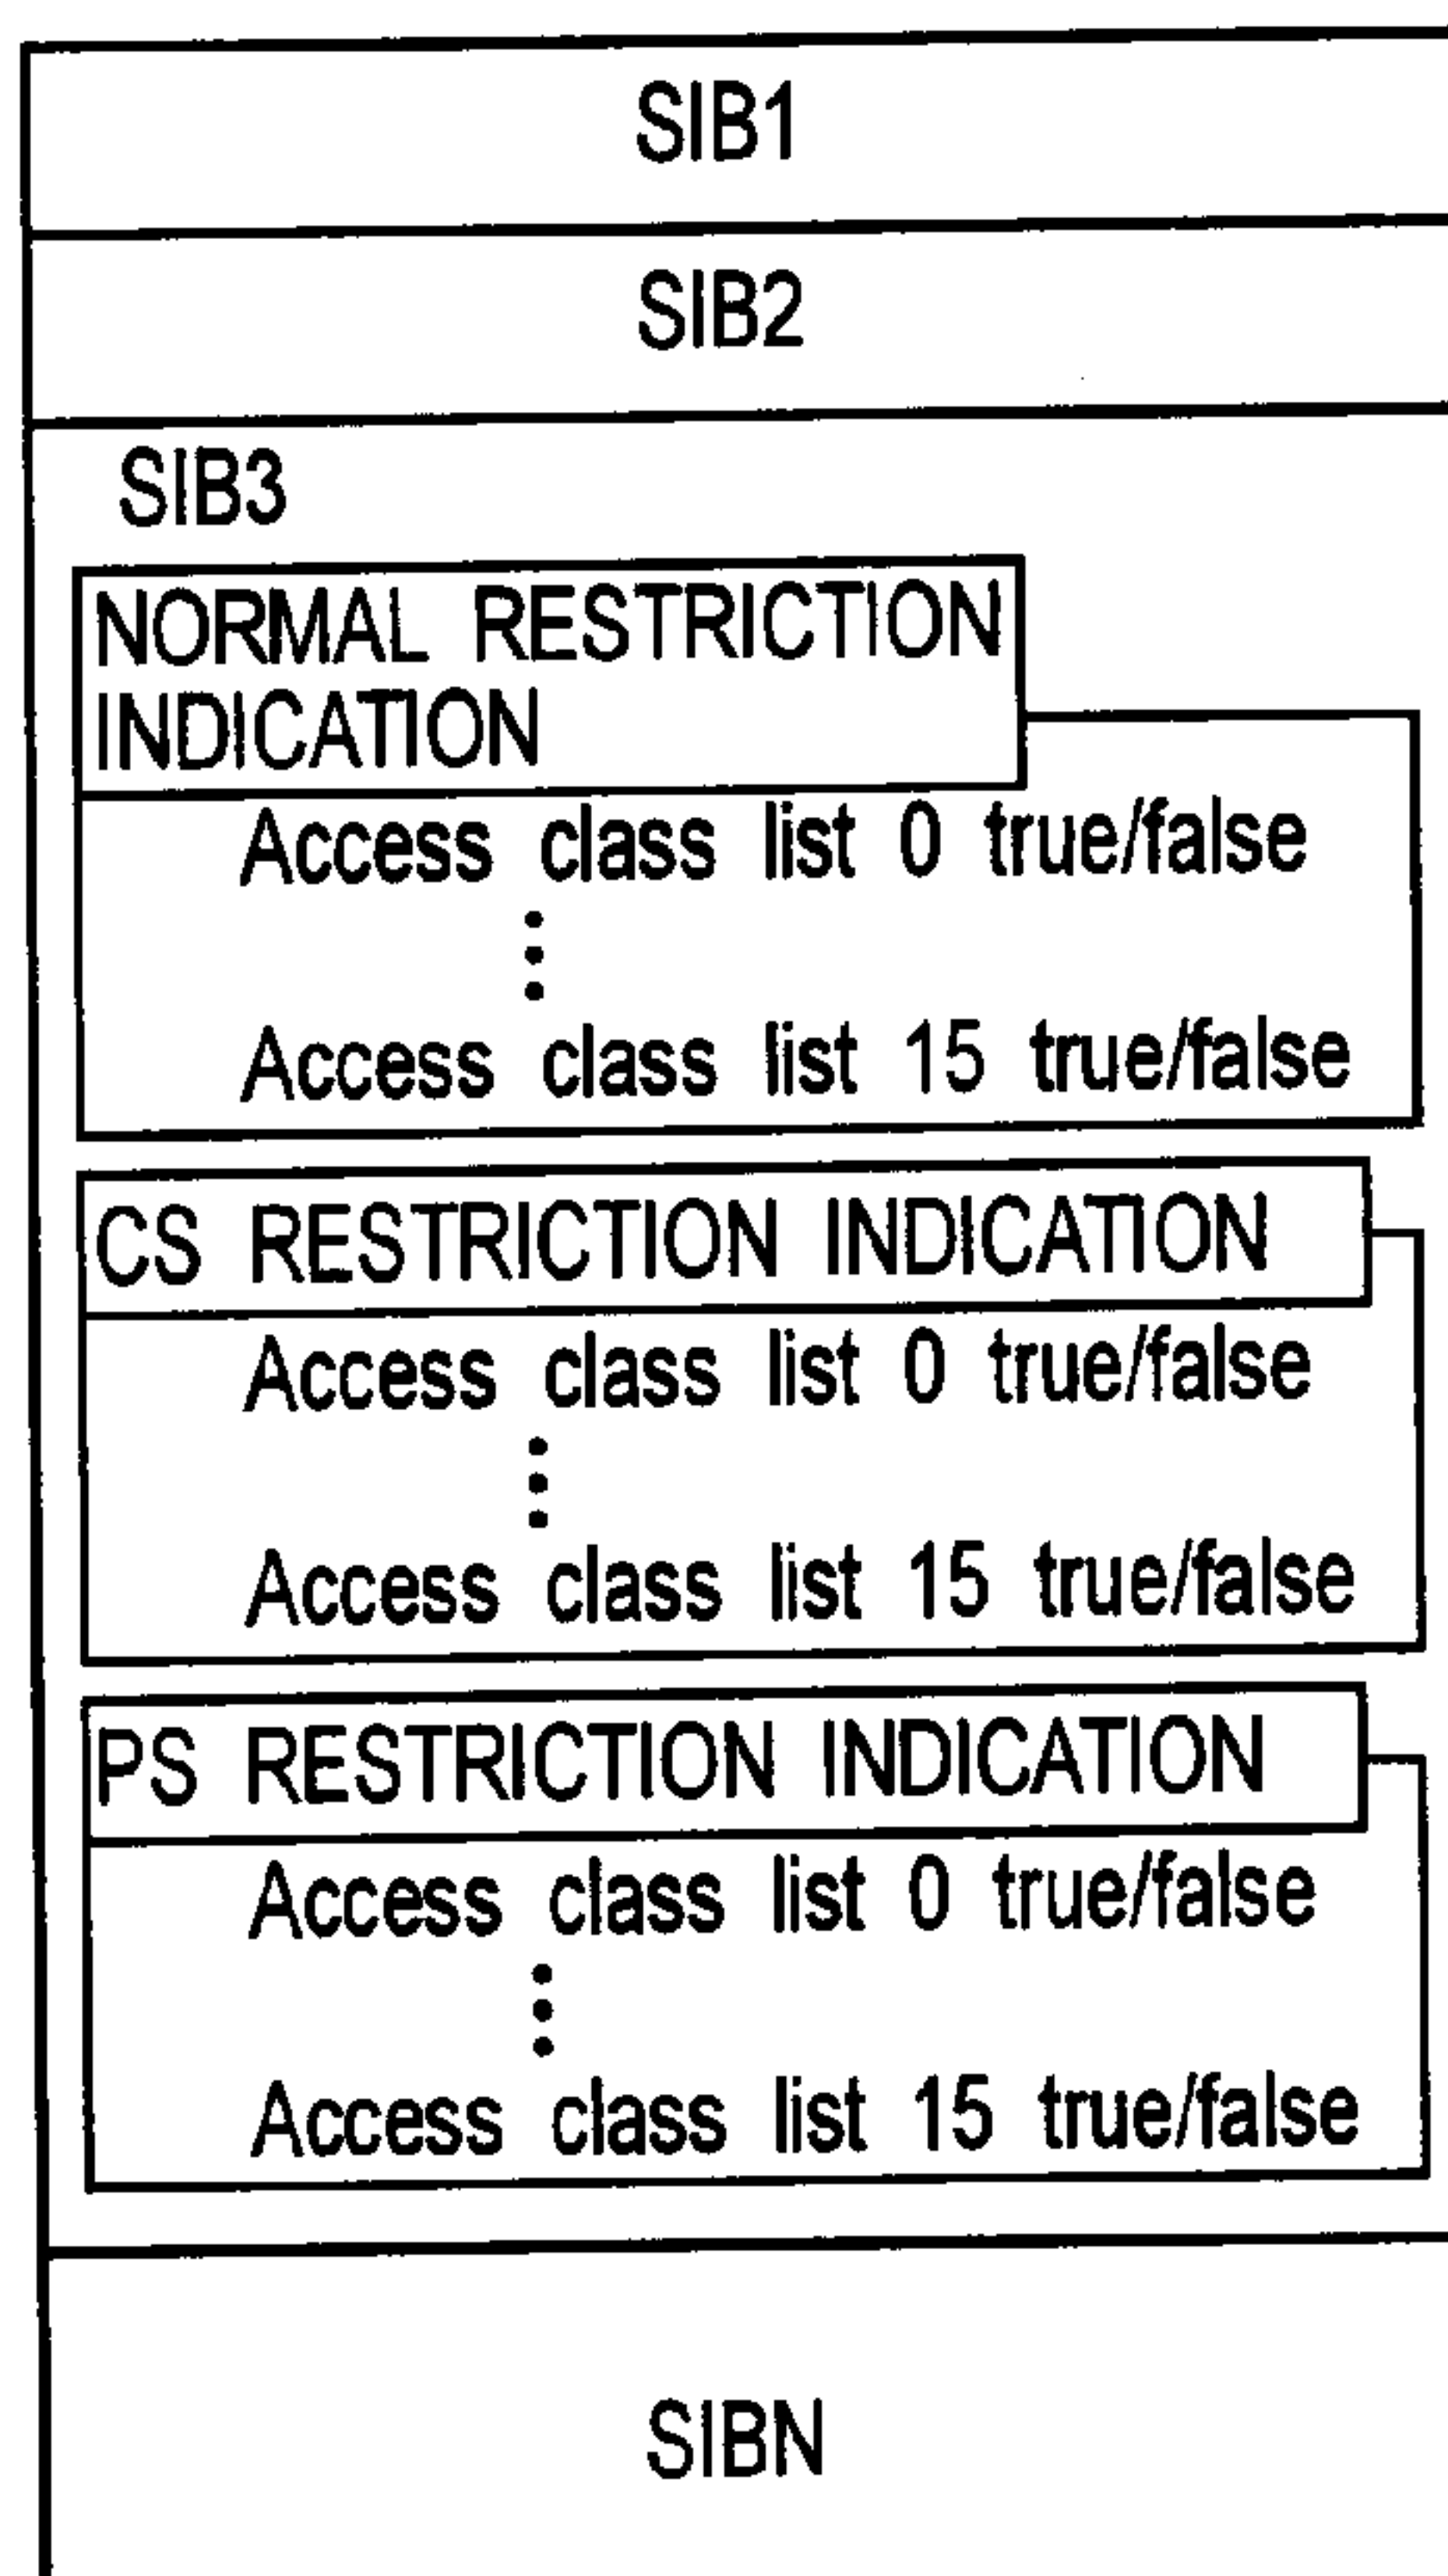 SIB1
SIB2
SIB3
NORMAL RESTRICTION
INDICATION
Access class list 0 true/false
Access class list 15 true/false
CS RESTRICTION INDICATION
Access class list 0 true/false
Access class list 15 true/false
PS RESTRICTION INDICATION
Access class list 0 true/false
Access class list 15 true/false
SIBN